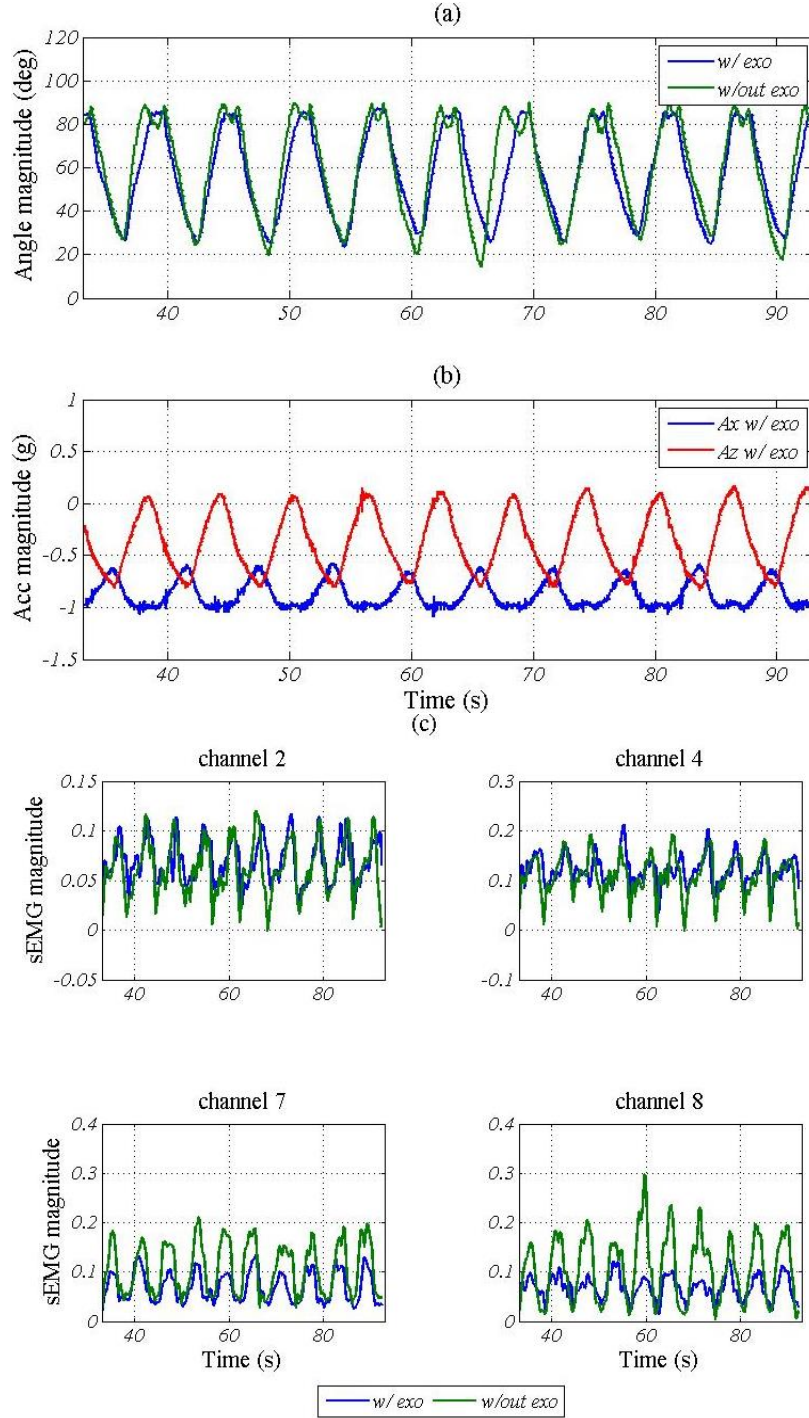 (a)
Angle magnitude (deg)
120
100
80
60
40
20
0
w/ exo
w/out exo
40
50
60
70
80
90
(b)
Acc magnitude (g)
1
0.5
0
-0.5
-1
-1.5
Ax w/ exo
Az w/ exo
40
50
60
70
80
90
Time (s)
(c)
channel 2
sEMG magnitude
0.15
0.1
0.05
0
-0.05
40
60
80
channel 4
0.3
0.2
0.1
0
-0.1
40
60
80
channel 7
sEMG magnitude
0.4
0.3
0.2
0.1
0
40
60
80
Time (s)
channel 8
0.4
0.3
0.2
0.1
0
40
60
80
Time (s)
w/ exo
w/out exo